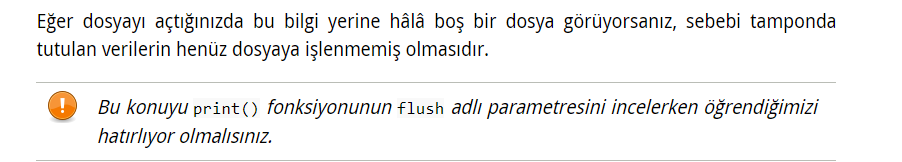 Eğer dosyayı açtığınızda bu bilgi yerine hâlâ boş bir dosya görüyorsanız, sebebi tamponda
tutulan verilerin henüz dosyaya işlenmemiş olmasıdır.
Bu konuyu print() fonksiyonunun flush adlı parametresini incelerken öğrendiğimizi
hatırlıyor olmalısınız.